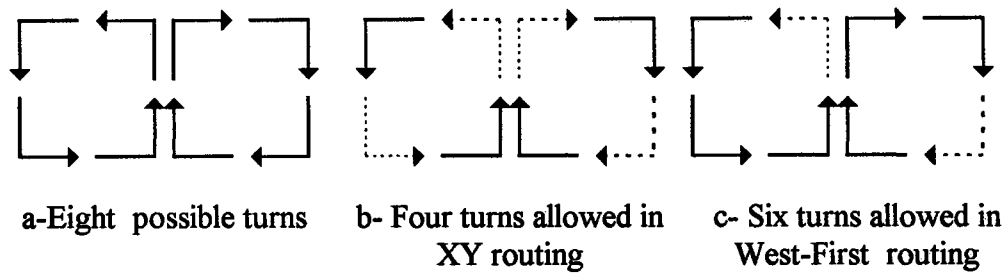 a-Eight possible turns
b- Four turns allowed in
XY routing
c- Six turns allowed in
West-First routing